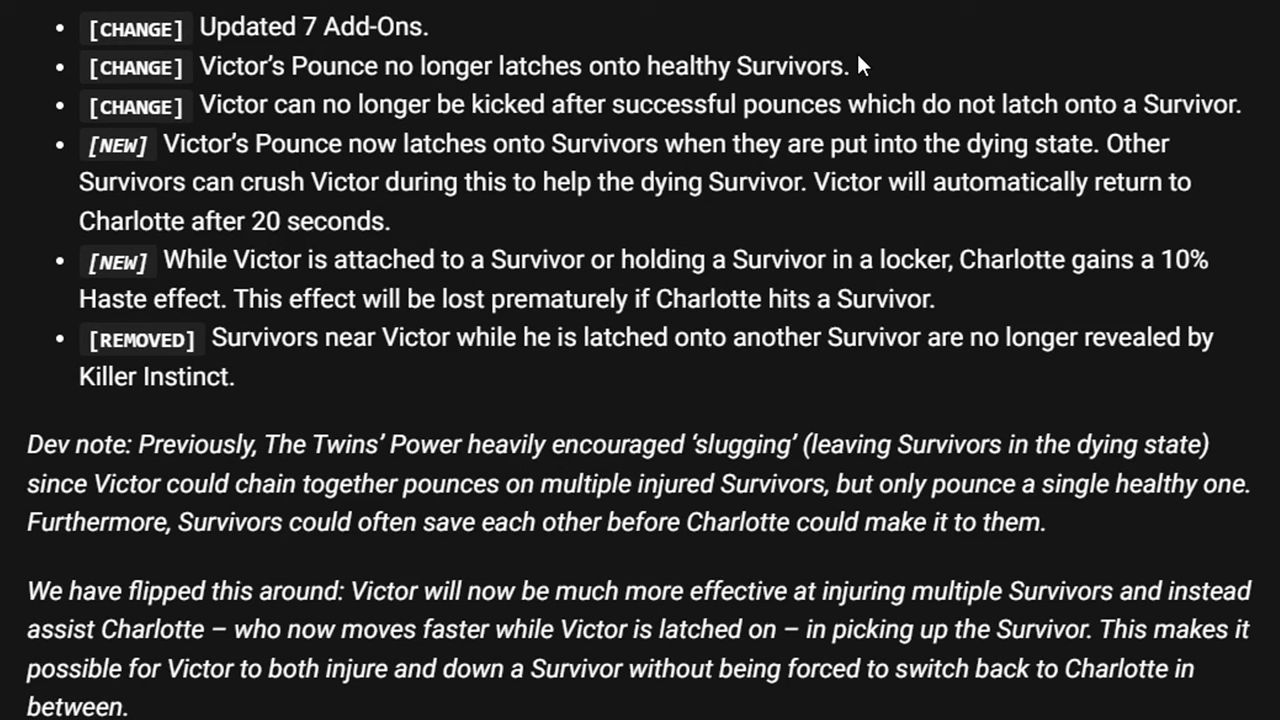 • [CHANGE] Updated 7 Add-Ons.
• [CHANGE] Victor’s Pounce no longer latches onto healthy Survivors.
• [CHANGE] Victor can no longer be kicked after successful pounces which do not latch onto a Survivor.
• [NEW] Victor’s Pounce now latches onto Survivors when they are put into the dying state. Other
Survivors can crush Victor during this to help the dying Survivor. Victor will automatically return to
Charlotte after 20 seconds.
• [NEW] While Victor is attached to a Survivor or holding a Survivor in a locker, Charlotte gains a 10%
Haste effect. This effect will be lost prematurely if Charlotte hits a Survivor.
• [REMOVED] Survivors near Victor while he is latched onto another Survivor are no longer revealed by
Killer Instinct.
Dev note: Previously, The Twins’ Power heavily encouraged ‘slugging’ (leaving Survivors in the dying state)
since Victor could chain together pounces on multiple injured Survivors, but only pounce a single healthy one.
Furthermore, Survivors could often save each other before Charlotte could make it to them.
We have flipped this around: Victor will now be much more effective at injuring multiple Survivors and instead
assist Charlotte – who now moves faster while Victor is latched on – in picking up the Survivor. This makes it
possible for Victor to both injure and down a Survivor without being forced to switch back to Charlotte in
between.